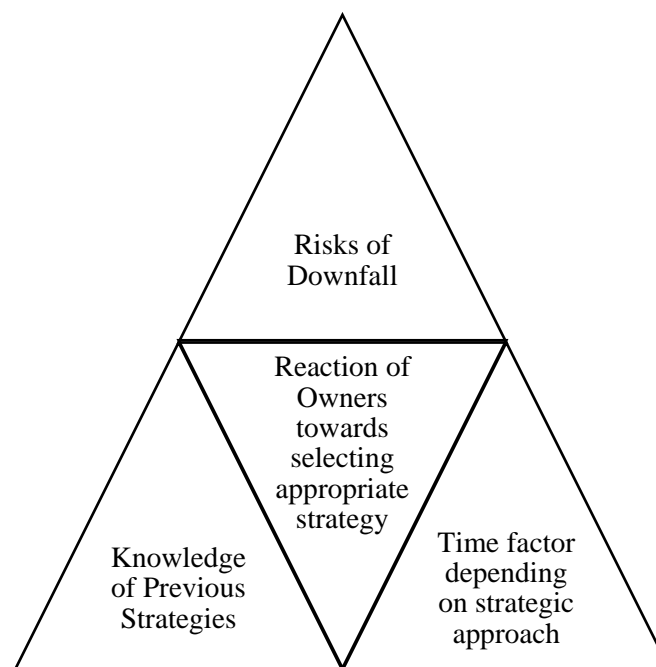 Risks of
Downfall
Reaction of
Owners
towards
selecting
appropriate
strategy
Knowledge
of Previous
Strategies
Time factor
depending
on strategic
approach